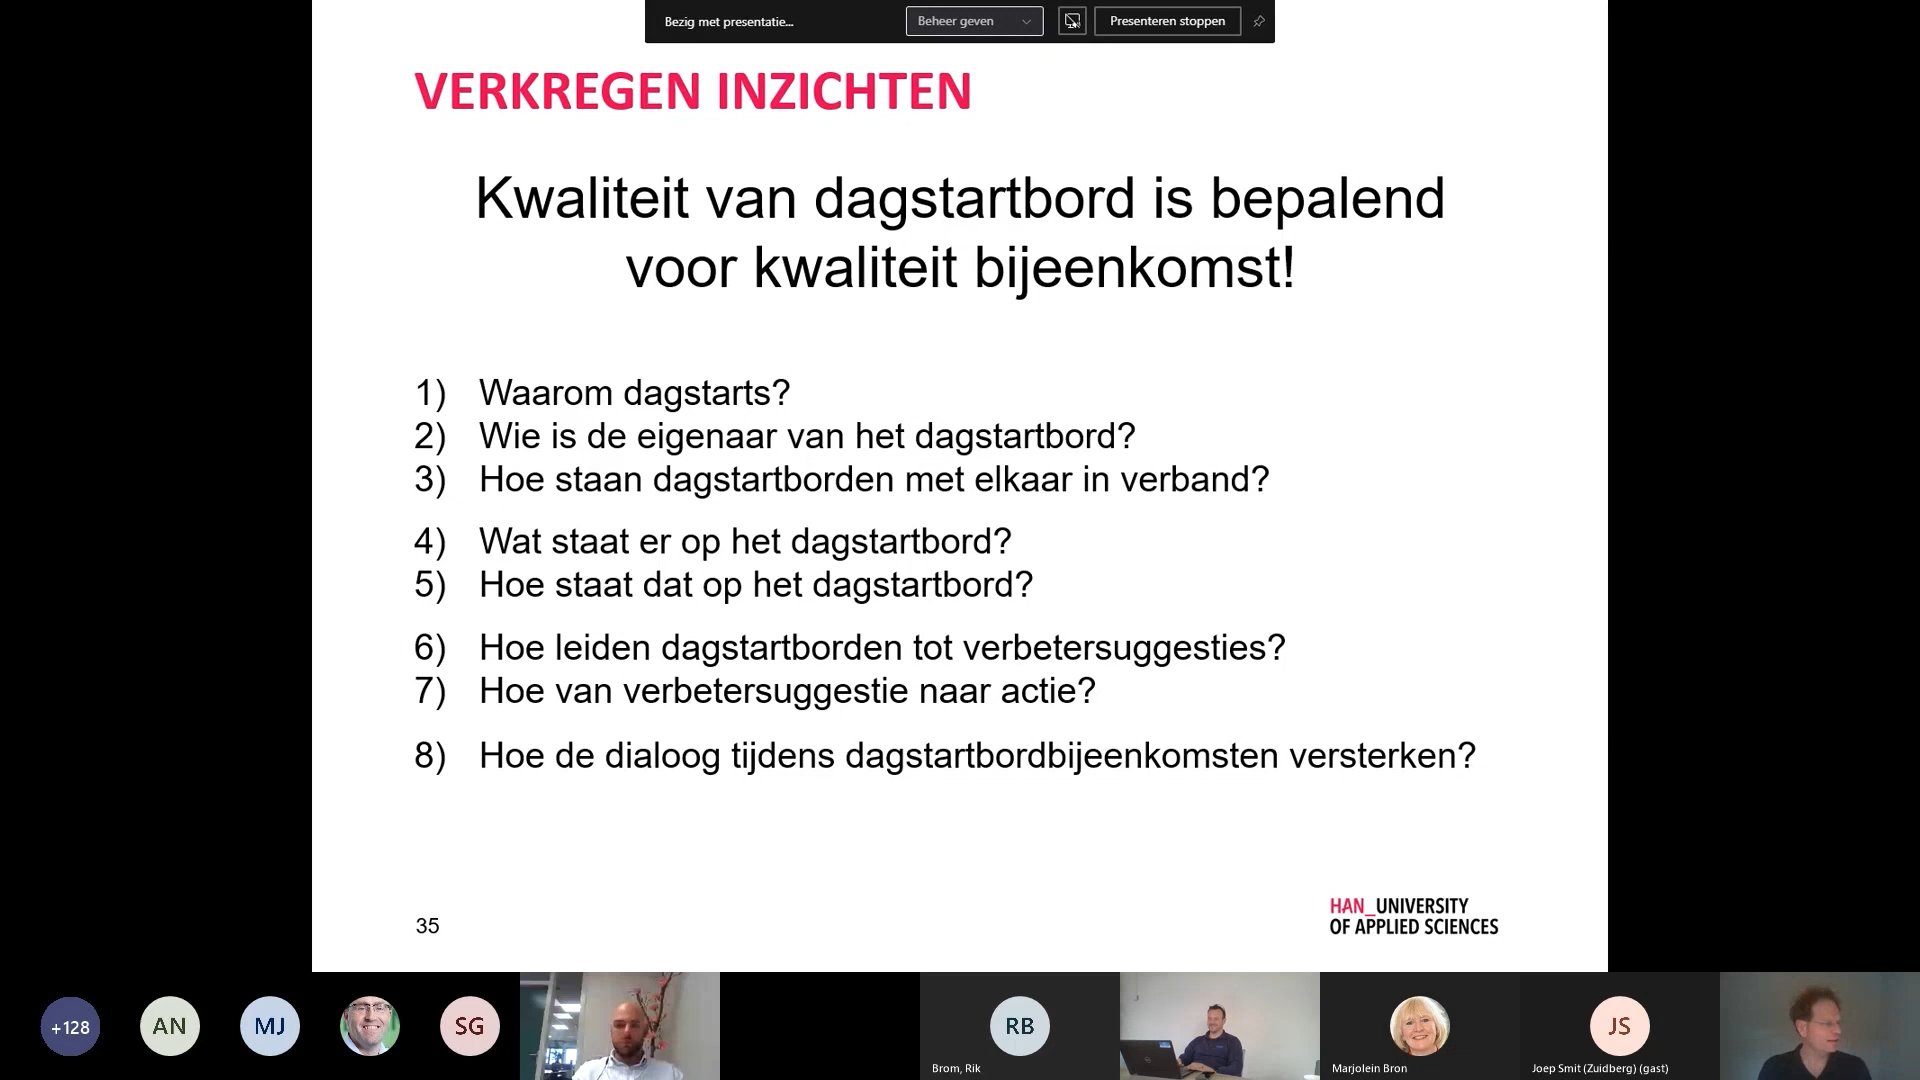 Bezig met presentatie...
Beheer geven
Presenteren stoppen
VERKREGEN INZICHTEN
Kwaliteit van dagstartbord is bepalend
voor kwaliteit bijeenkomst!
1) Waarom dagstarts?
2) Wie is de eigenaar van het dagstartbord?
3) Hoe staan dagstartborden met elkaar in verband?
4) Wat staat er op het dagstartbord?
5) Hoe staat dat op het dagstartbord?
6) Hoe leiden dagstartborden tot verbetersuggesties?
7) Hoe van verbetersuggestie naar actie?
8) Hoe de dialoog tijdens dagstartbordbijeenkomsten versterken?
35
HAN_UNIVERSITY
OF APPLIED SCIENCES
+128
AN
MJ
SG
RB
JS
Brom, Rik
Marjolein Bron
Joep Smit (Zuidberg) (gast)